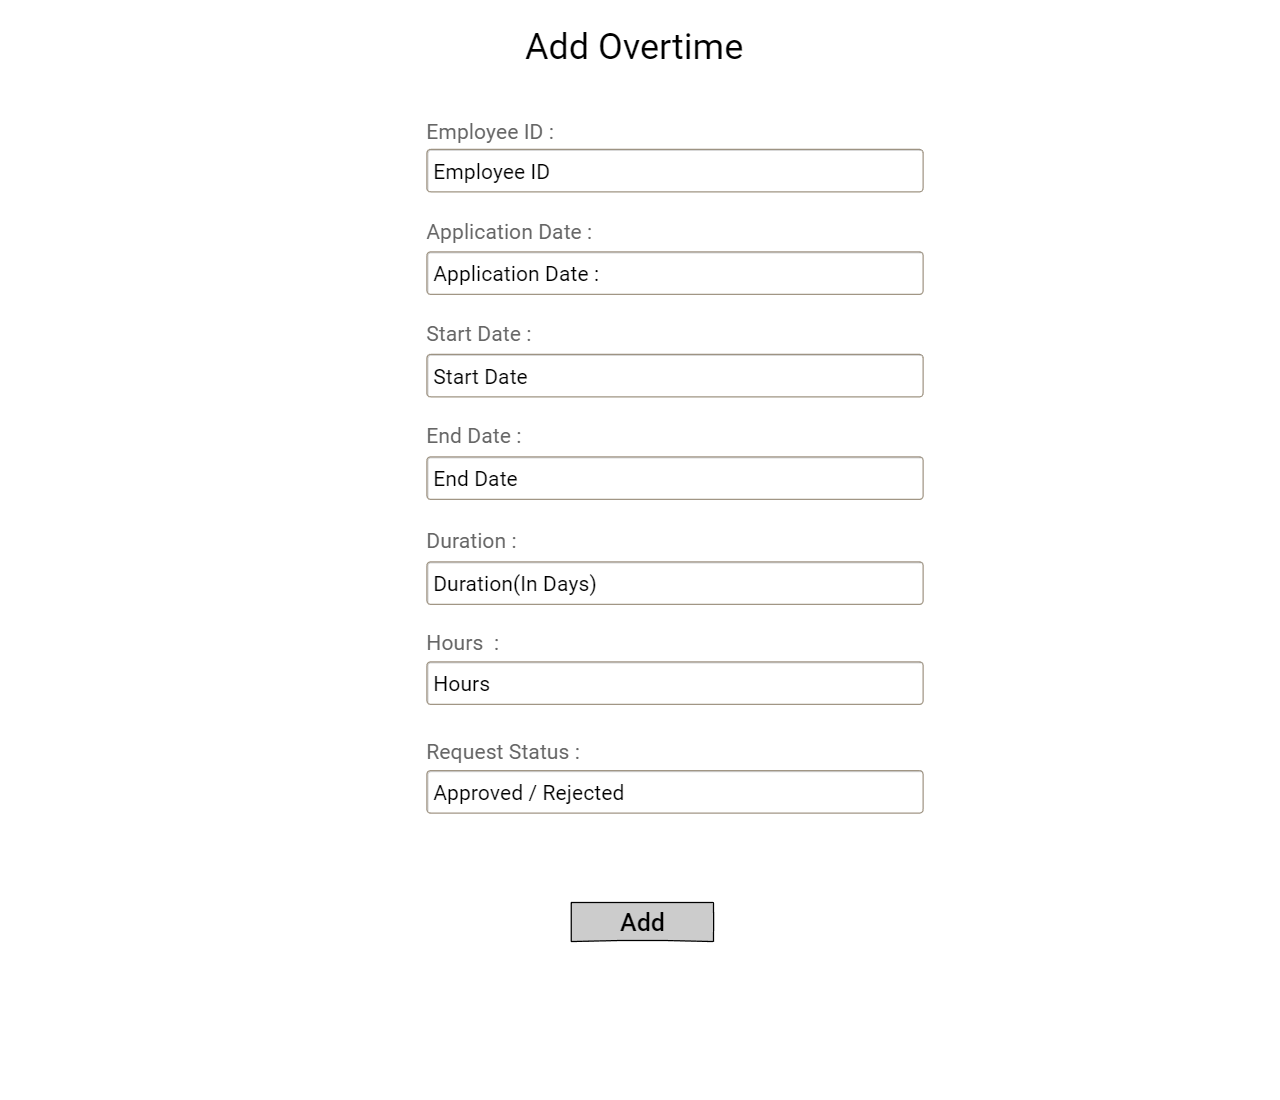 Add Overtime
Employee ID :
Employee ID
Application Date :
Application Date :
Start Date :
Start Date
End Date :
End Date
Duration :
Duration(In Days)
Hours  :
Hours
Request Status :
Approved / Rejected
Add